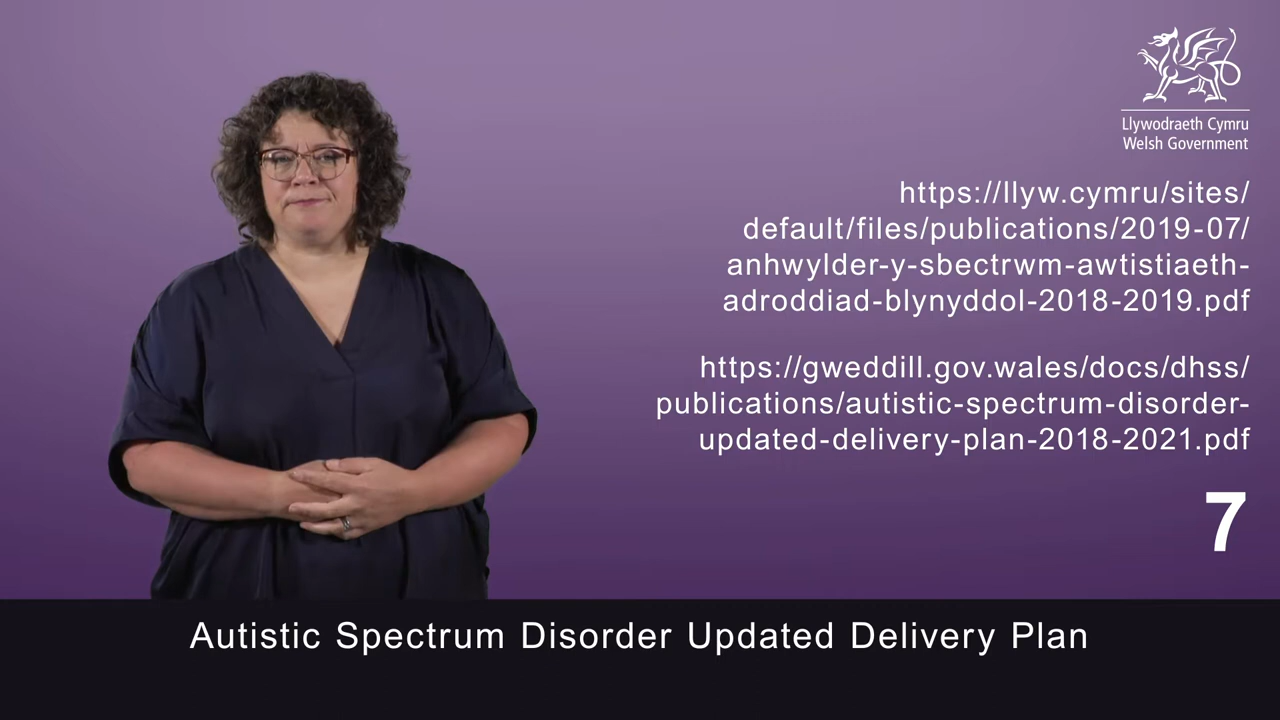 Llywodraeth Cymru
Welsh Government
https://llyw.cymru/sites/
default/files/publications/2019-07/
anhwylder-y-sbectrwm-awtistiaeth-
adroddiad-blynyddol-2018-2019.pdf
https://gweddill.gov.wales/docs/dhss/
publications/autistic-spectrum-disorder-
updated-delivery-plan-2018-2021.pdf
7
Autistic Spectrum Disorder Updated Delivery Plan